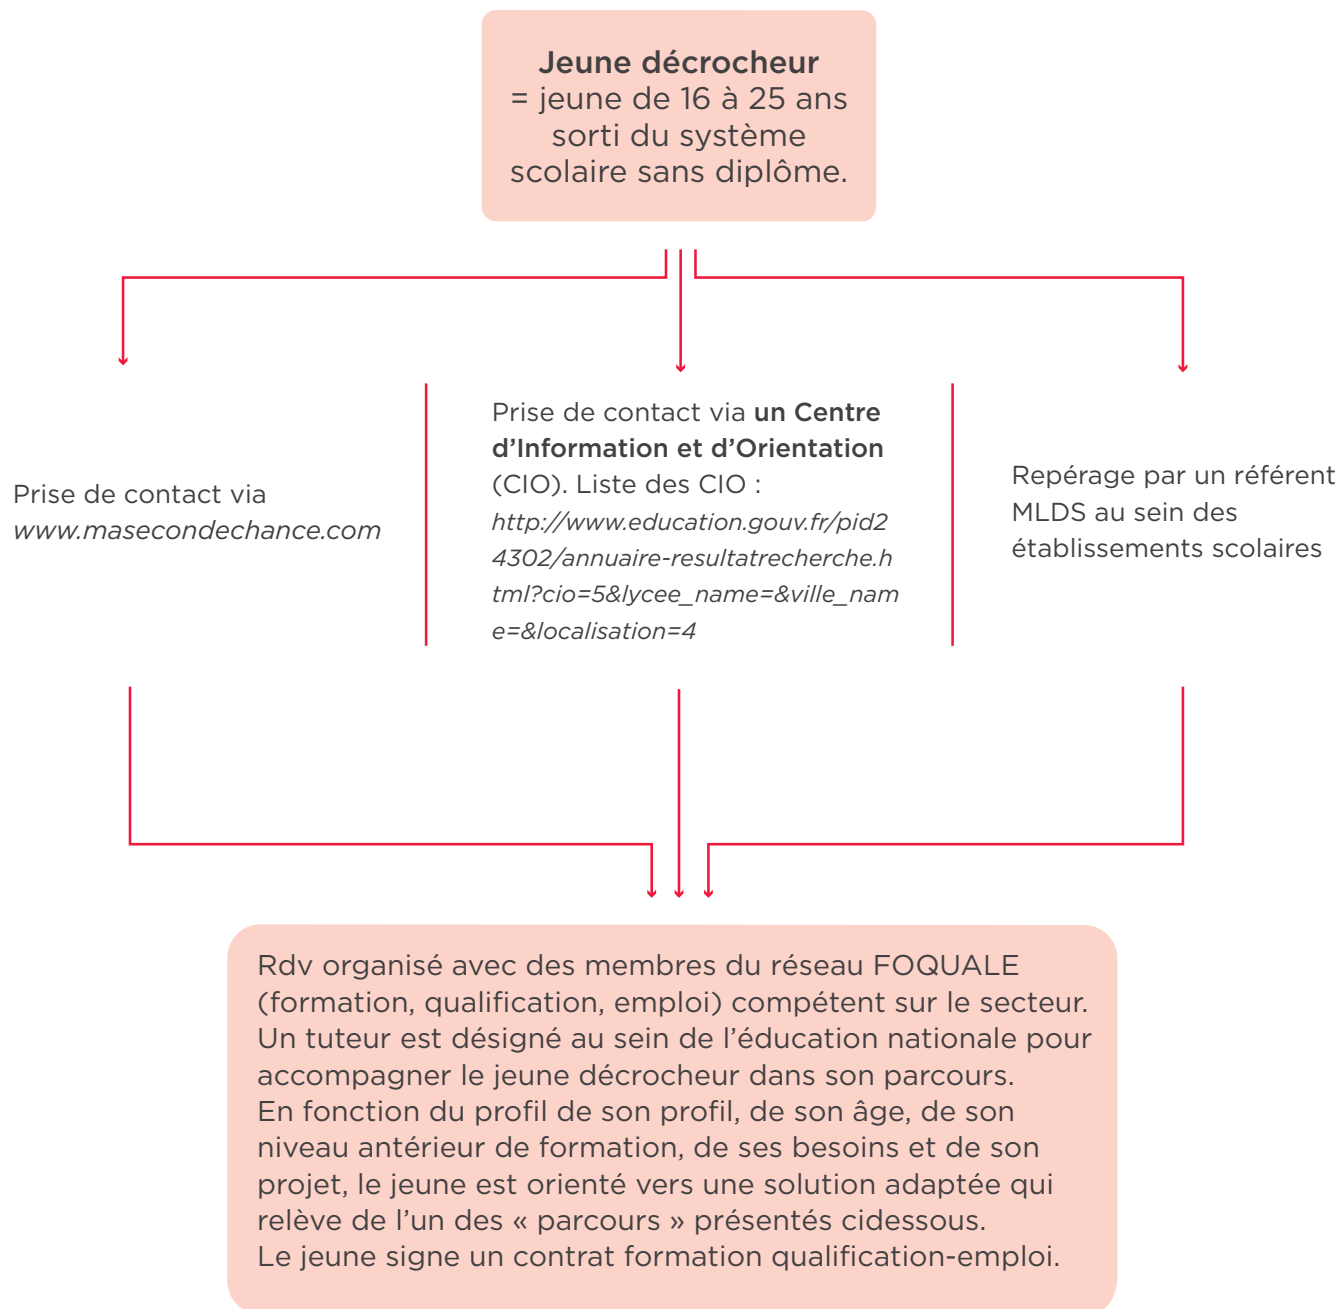 Jeune décrocheur
= jeune de 16 à 25 ans
sorti du système
scolaire sans diplôme.
Prise de contact via
www.masecondechance.com
Prise de contact via un Centre
d’Information et d’Orientation
(CIO). Liste des CIO :
http://www.education.gouv.fr/pid2
4302/annuaire-resultatrecherche.h
tml?cio=5&lycee_name=&ville_nam
e=&localisation=4
Repérage par un référent
MLDS au sein des
établissements scolaires
Rdv organisé avec des membres du réseau FOQUALE
(formation, qualification, emploi) compétent sur le secteur.
Un tuteur est désigné au sein de l’éducation nationale pour
accompagner le jeune décrocheur dans son parcours.
En fonction du profil de son profil, de son âge, de son
niveau antérieur de formation, de ses besoins et de son
projet, le jeune est orienté vers une solution adaptée qui
relève de l’un des « parcours » présentés cidessous.
Le jeune signe un contrat formation qualification-emploi.